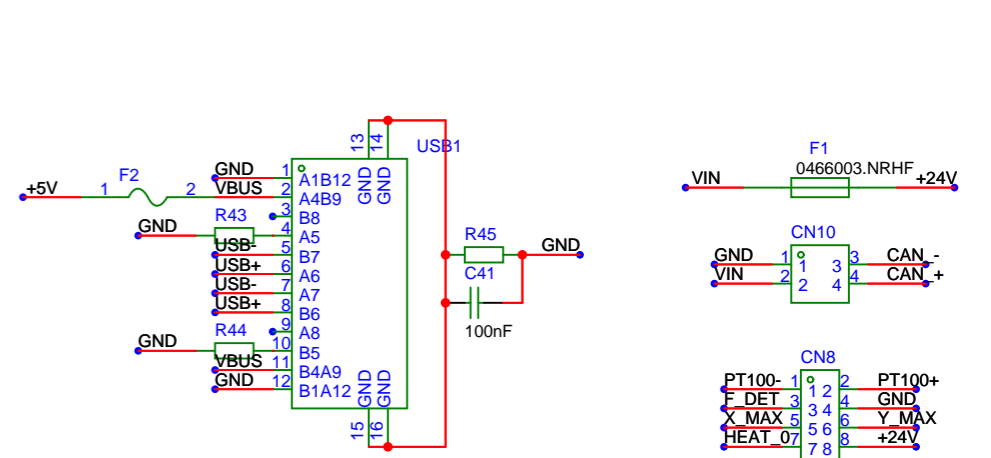 13
14
USB1
F2
+5V
1
2
GND
1
A1B12
VBUS
2
A4B9
3
B8
R43
GND
4
A5
USB-
5
B7
USB+
6
A6
USB-
7
A7
USB+
8
B6
9
A8
R44
GND
10
B5
VBUS
11
B4A9
GND
12
B1A12
GND
GND
GND
GND
15
16
R45
GND
C41
100nF
F1
0466003.NRHF
VIN
+24V
CN10
GND
1
1
3
3
CAN_-
VIN
2
2
4
4
CAN_+
CN8
PT100-
1
1 2
2
PT100+
F_DET
3
3 4
4
GND
X_MAX
5
5 6
6
Y_MAX
HEAT_0
7
7 8
8
+24V